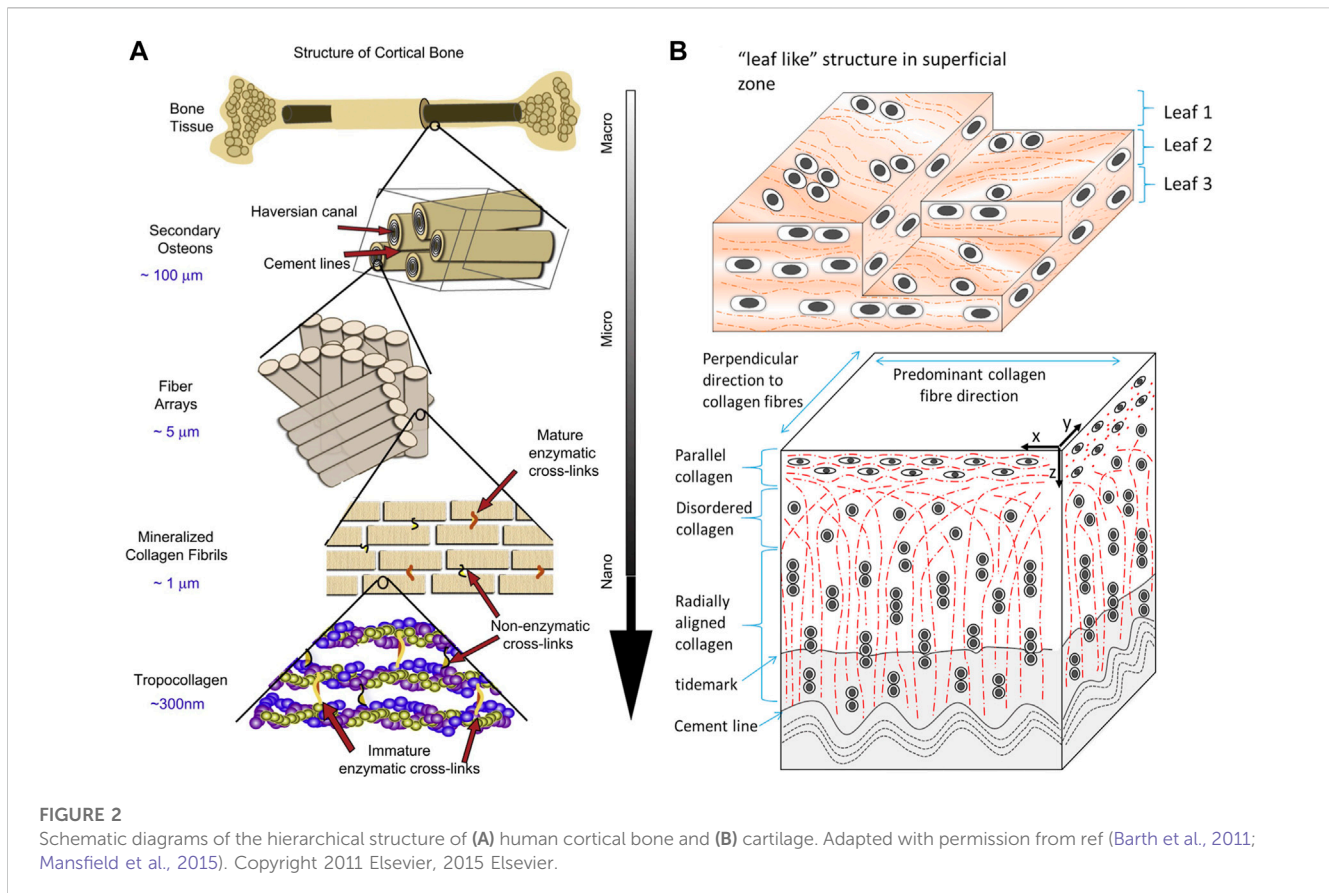 A
Structure of Cortical Bone
Bone
Tissue
Macro
Haversian canal
Secondary
Osteons
~ 100 μm
Cement lines
Micro
Fiber
Arrays
~ 5 μm
Mature
enzymatic
cross-links
Mineralized
Collagen Fibrils
~ 1 μm
Nano
Non-enzymatic
cross-links
Tropocollagen
~300nm
Immature
enzymatic cross-links
B
“leaf like” structure in superficial
zone
Leaf 1
Leaf 2
Leaf 3
Perpendicular
direction to
collagen fibres
Predominant collagen
fibre direction
x
y
z
Parallel
collagen
Disordered
collagen
Radially
aligned
collagen
tidemark
Cement line
FIGURE 2
Schematic diagrams of the hierarchical structure of (A) human cortical bone and (B) cartilage. Adapted with permission from ref (Barth et al., 2011;
Mansfield et al., 2015). Copyright 2011 Elsevier, 2015 Elsevier.